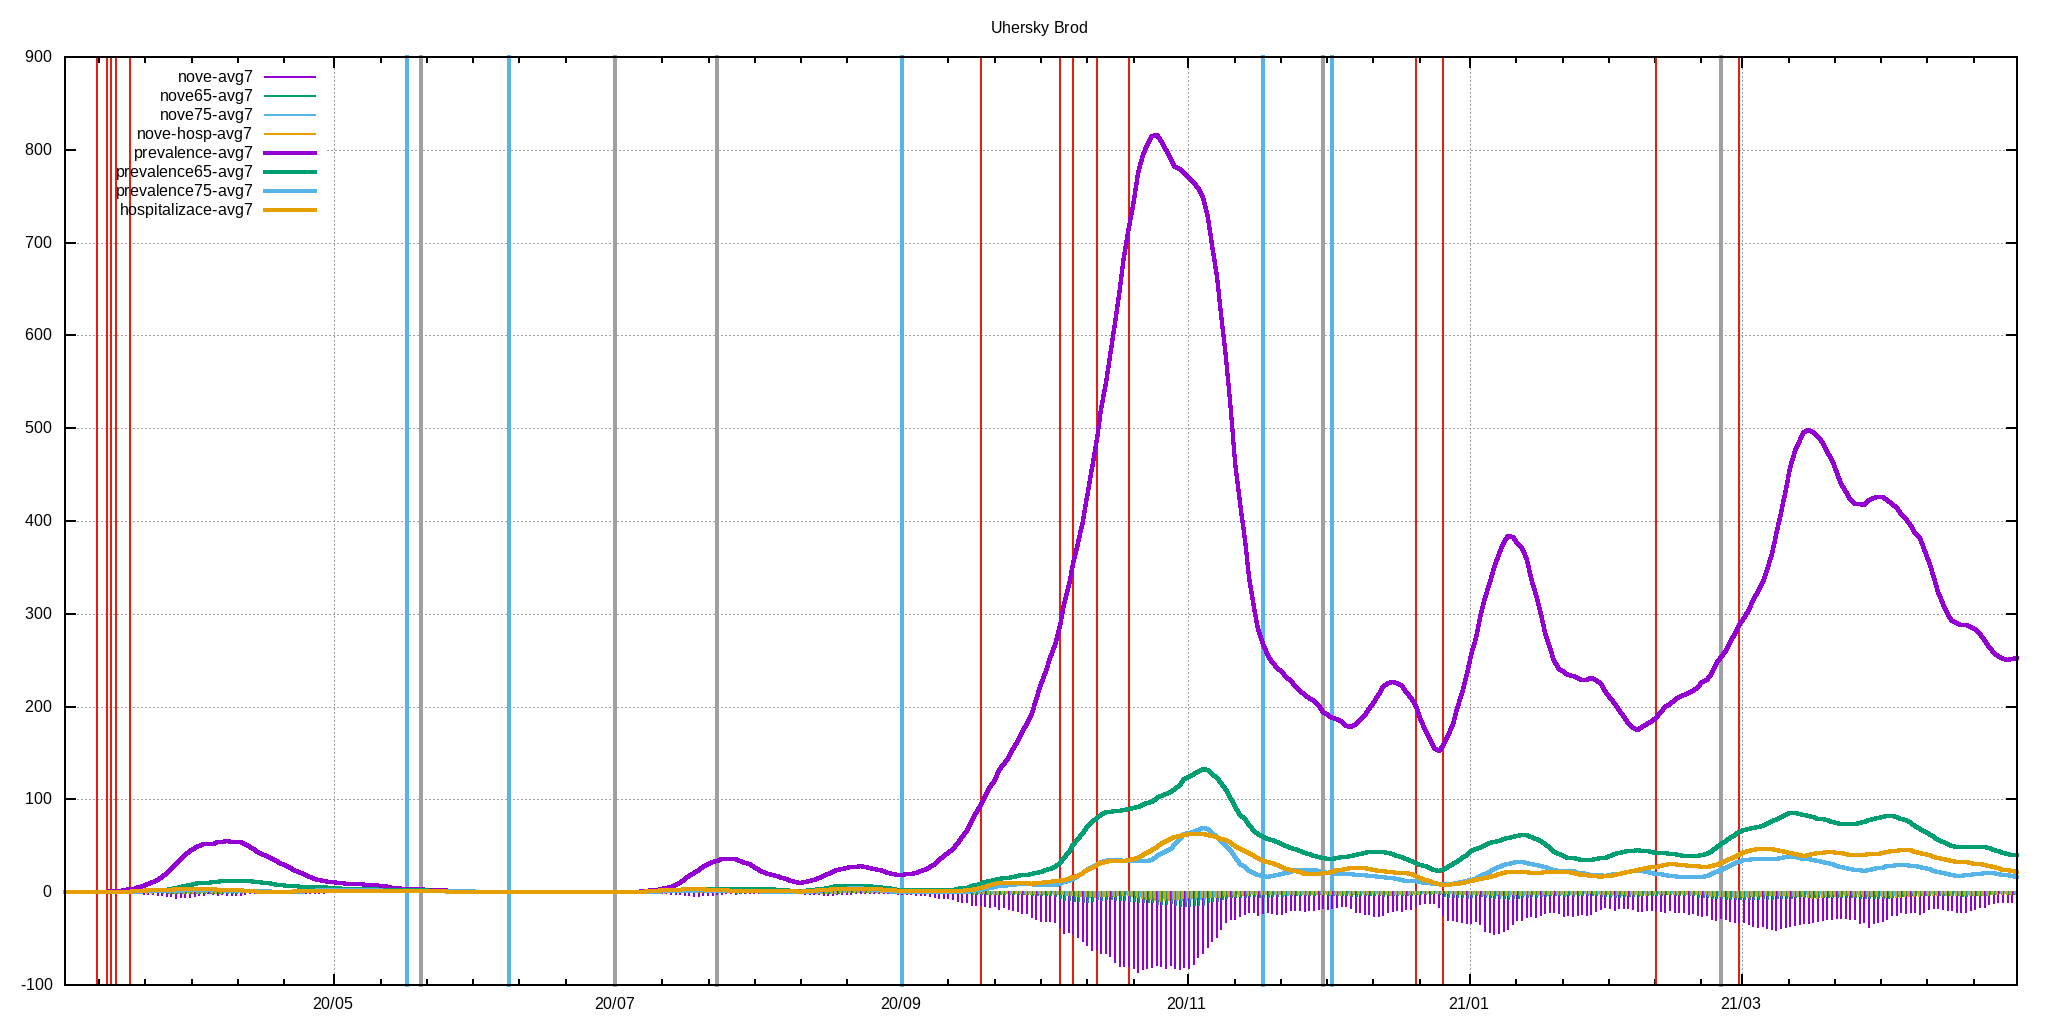 Uhersky Brod
900
800
700
600
500
400
300
200
100
0
-100
nove-avg7
nove65-avg7
nove75-avg7
nove-hosp-avg7
prevalence-avg7
prevalence65-avg7
prevalence75-avg7
hospitalizace-avg7
20/05 20/07 20/09 20/11 21/01 21/03